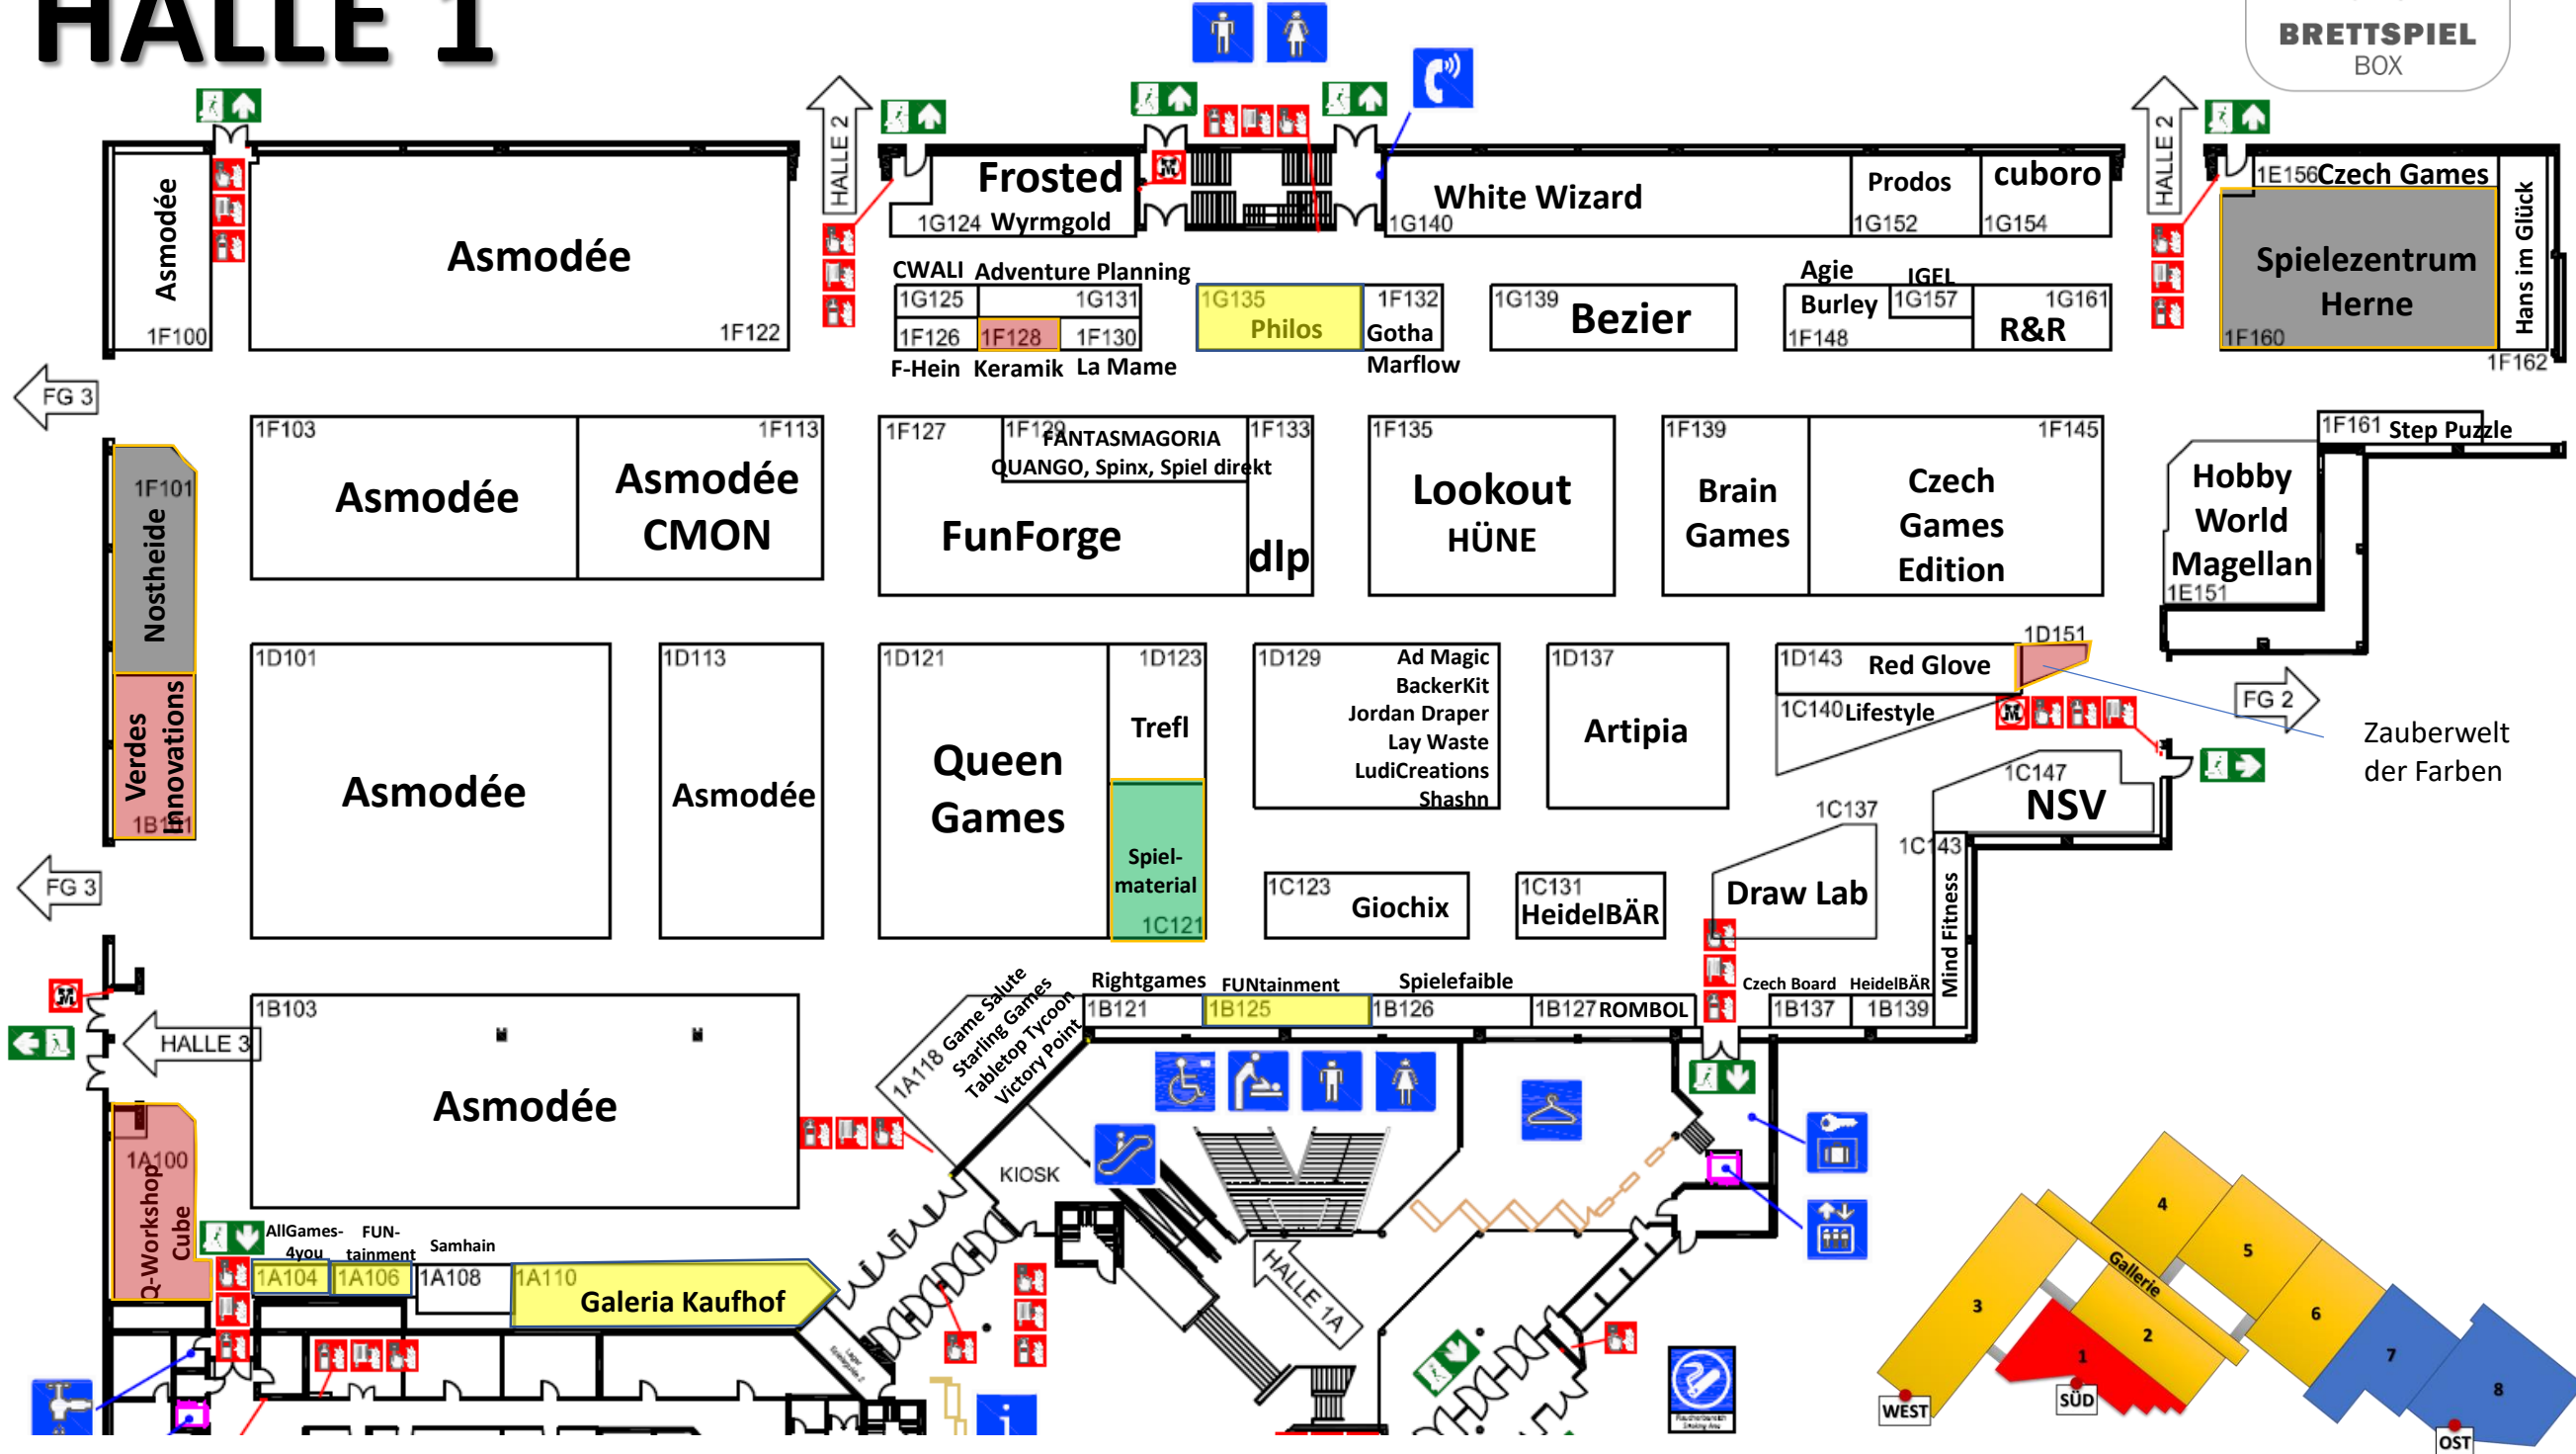 HALLE 1
BRETTSPIEL
BOX
HALLE 2
HALLE 2
Asmodée
1F100
Asmodée
1F122
Frosted
1G124 Wyrmgold
White Wizard
1G140
Prodos
1G152
cuboro
1G154
1E156 Czech Games
Spielezentrum
Herne
1F160
Hans im Glück
1F162
CWALI
Adventure Planning
1G125
1G131
1F126
1F128
1F130
F-Hein
Keramik
La Mame
1G135
Philos
1F132
Gotha
Marflow
1G139
Bezier
Agie
Burley
1F148
IGEL
1G157
1G161
R&R
FG 3
1F101
Nostheide
Verdes
Innovations
1F103
Asmodée
1F113
Asmodée
CMON
1F127
FunForge
1F129
FANTASMAGORIA
QUANGO, Spinx, Spiel direkt
1F133
dlp
1F135
Lookout
HÜNE
1F139
Brain
Games
1F145
Czech
Games
Edition
1F161 Step Puzzle
Hobby
World
Magellan
1E151
1D101
Asmodée
1D113
Asmodée
1D121
Queen
Games
1D123
Trefl
Spiel-
material
1C121
1D129
Ad Magic
BackerKit
Jordan Draper
Lay Waste
LudiCreations
Shashn
1D137
Artipia
1D143 Red Glove
1D151
1C140 Lifestyle
FG 2
Zauberwelt
der Farben
1C147
NSV
1C137
Draw Lab
1C143
Mind Fitness
FG 3
1C123
Giochix
1C131
HeidelBÄR
Rightgames
1B121
FUNtainment
1B125
Spielefaible
1B126
1B127 ROMBOL
Czech Board
1B137
HeidelBÄR
1B139
HALLE 3
1B103
Asmodée
1A118 Game Salute
Starling Games
Tabletop Tycoon
Victory Point
KIOSK
1A100
Q-Workshop
Cube
AllGames-
4you
1A104
FUN-
tainment
1A106
Samhain
1A108
1A110
Galeria Kaufhof
HALLE 1A
1
2
3
4
5
6
7
8
Gallerie
WEST
SÜD
OST